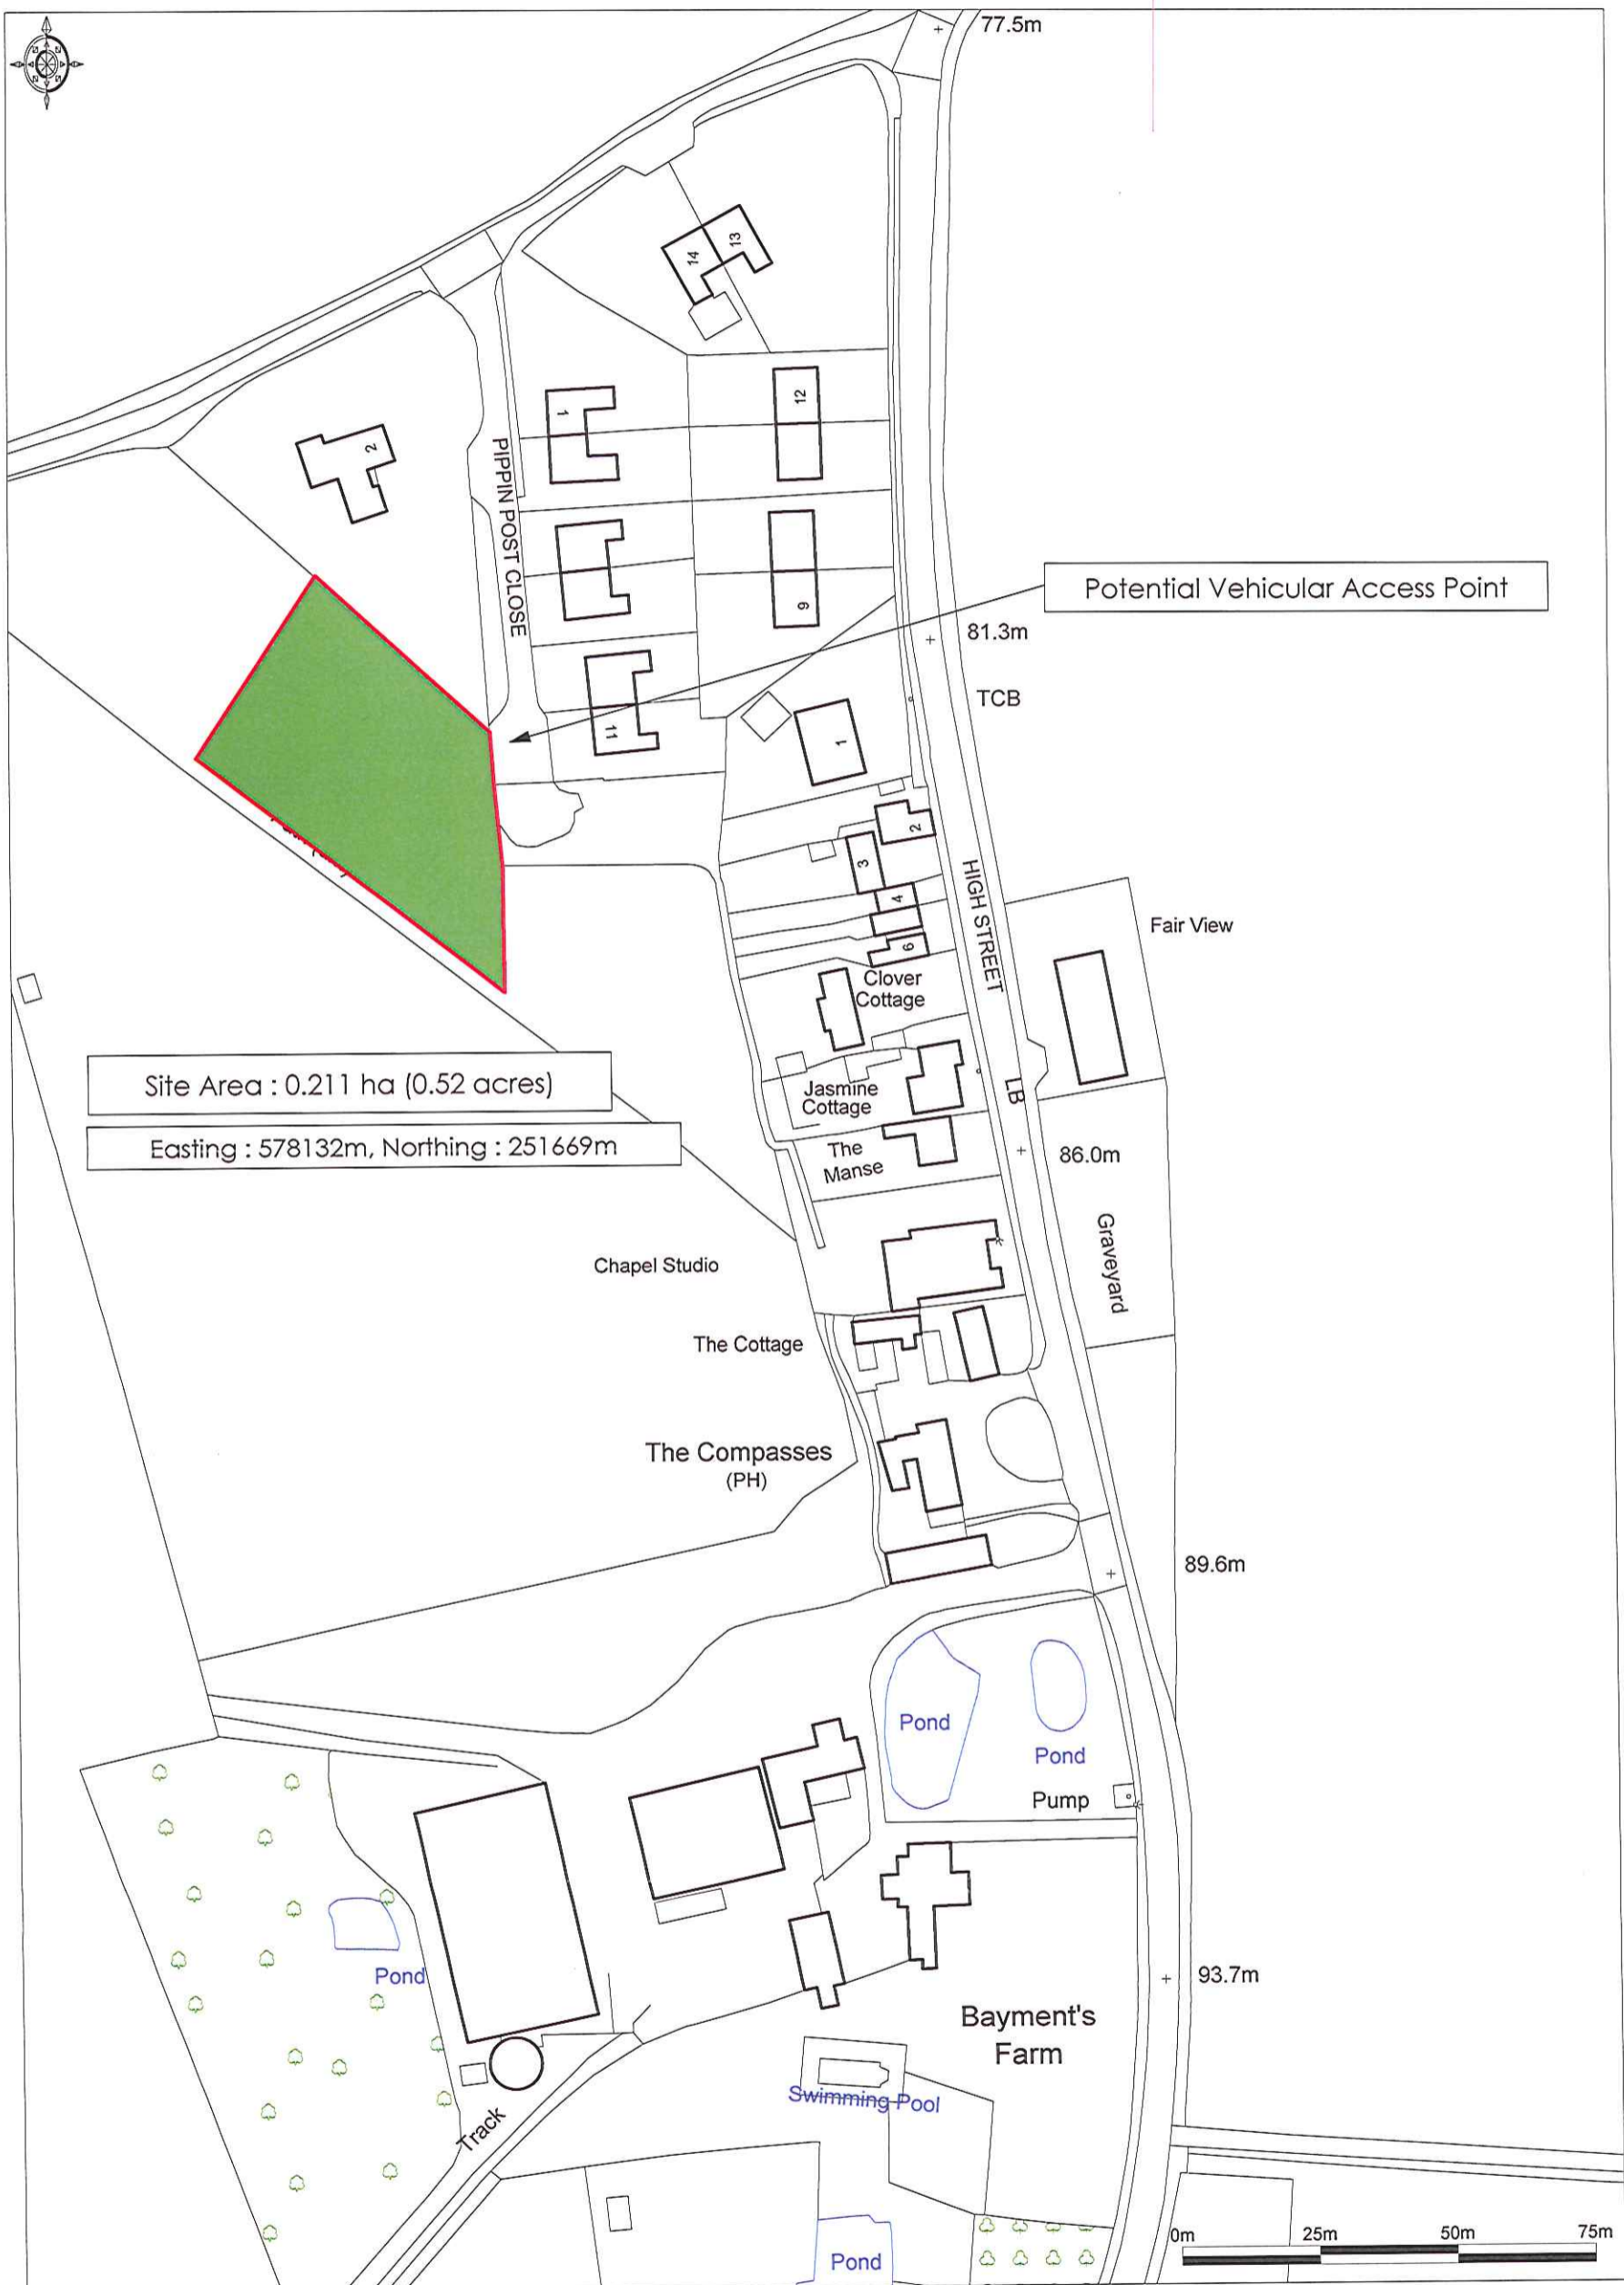 77.5m
13
14
12
1
2
PIPPIN POST CLOSE
9
Potential Vehicular Access Point
81.3m
TCB
11
1
2
3
HIGH STREET
4
Fair View
6
Clover
Cottage
Site Area : 0.211 ha (0.52 acres)
Jasmine
Cottage
LB
Easting : 578132m, Northing : 251669m
The
Manse
86.0m
Graveyard
Chapel Studio
The Cottage
The Compasses
(PH)
89.6m
Pond
Pond
Pump
Pond
93.7m
Bayment's
Farm
Swimming Pool
Track
0m 25m 50m 75m
Pond